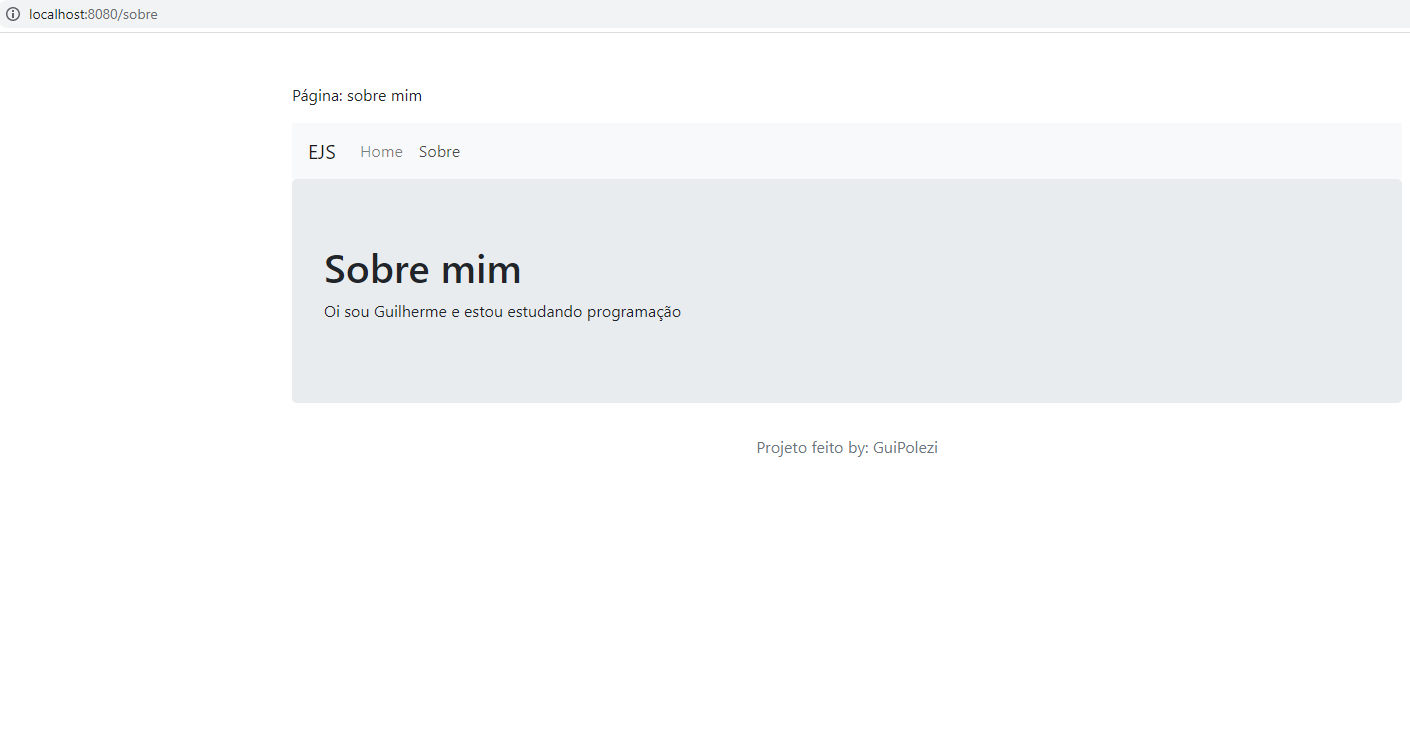 localhost:8080/sobre
Página: sobre mim
EJS Home Sobre
Sobre mim
Oi sou Guilherme e estou estudando programação
Projeto feito by: GuiPolezi